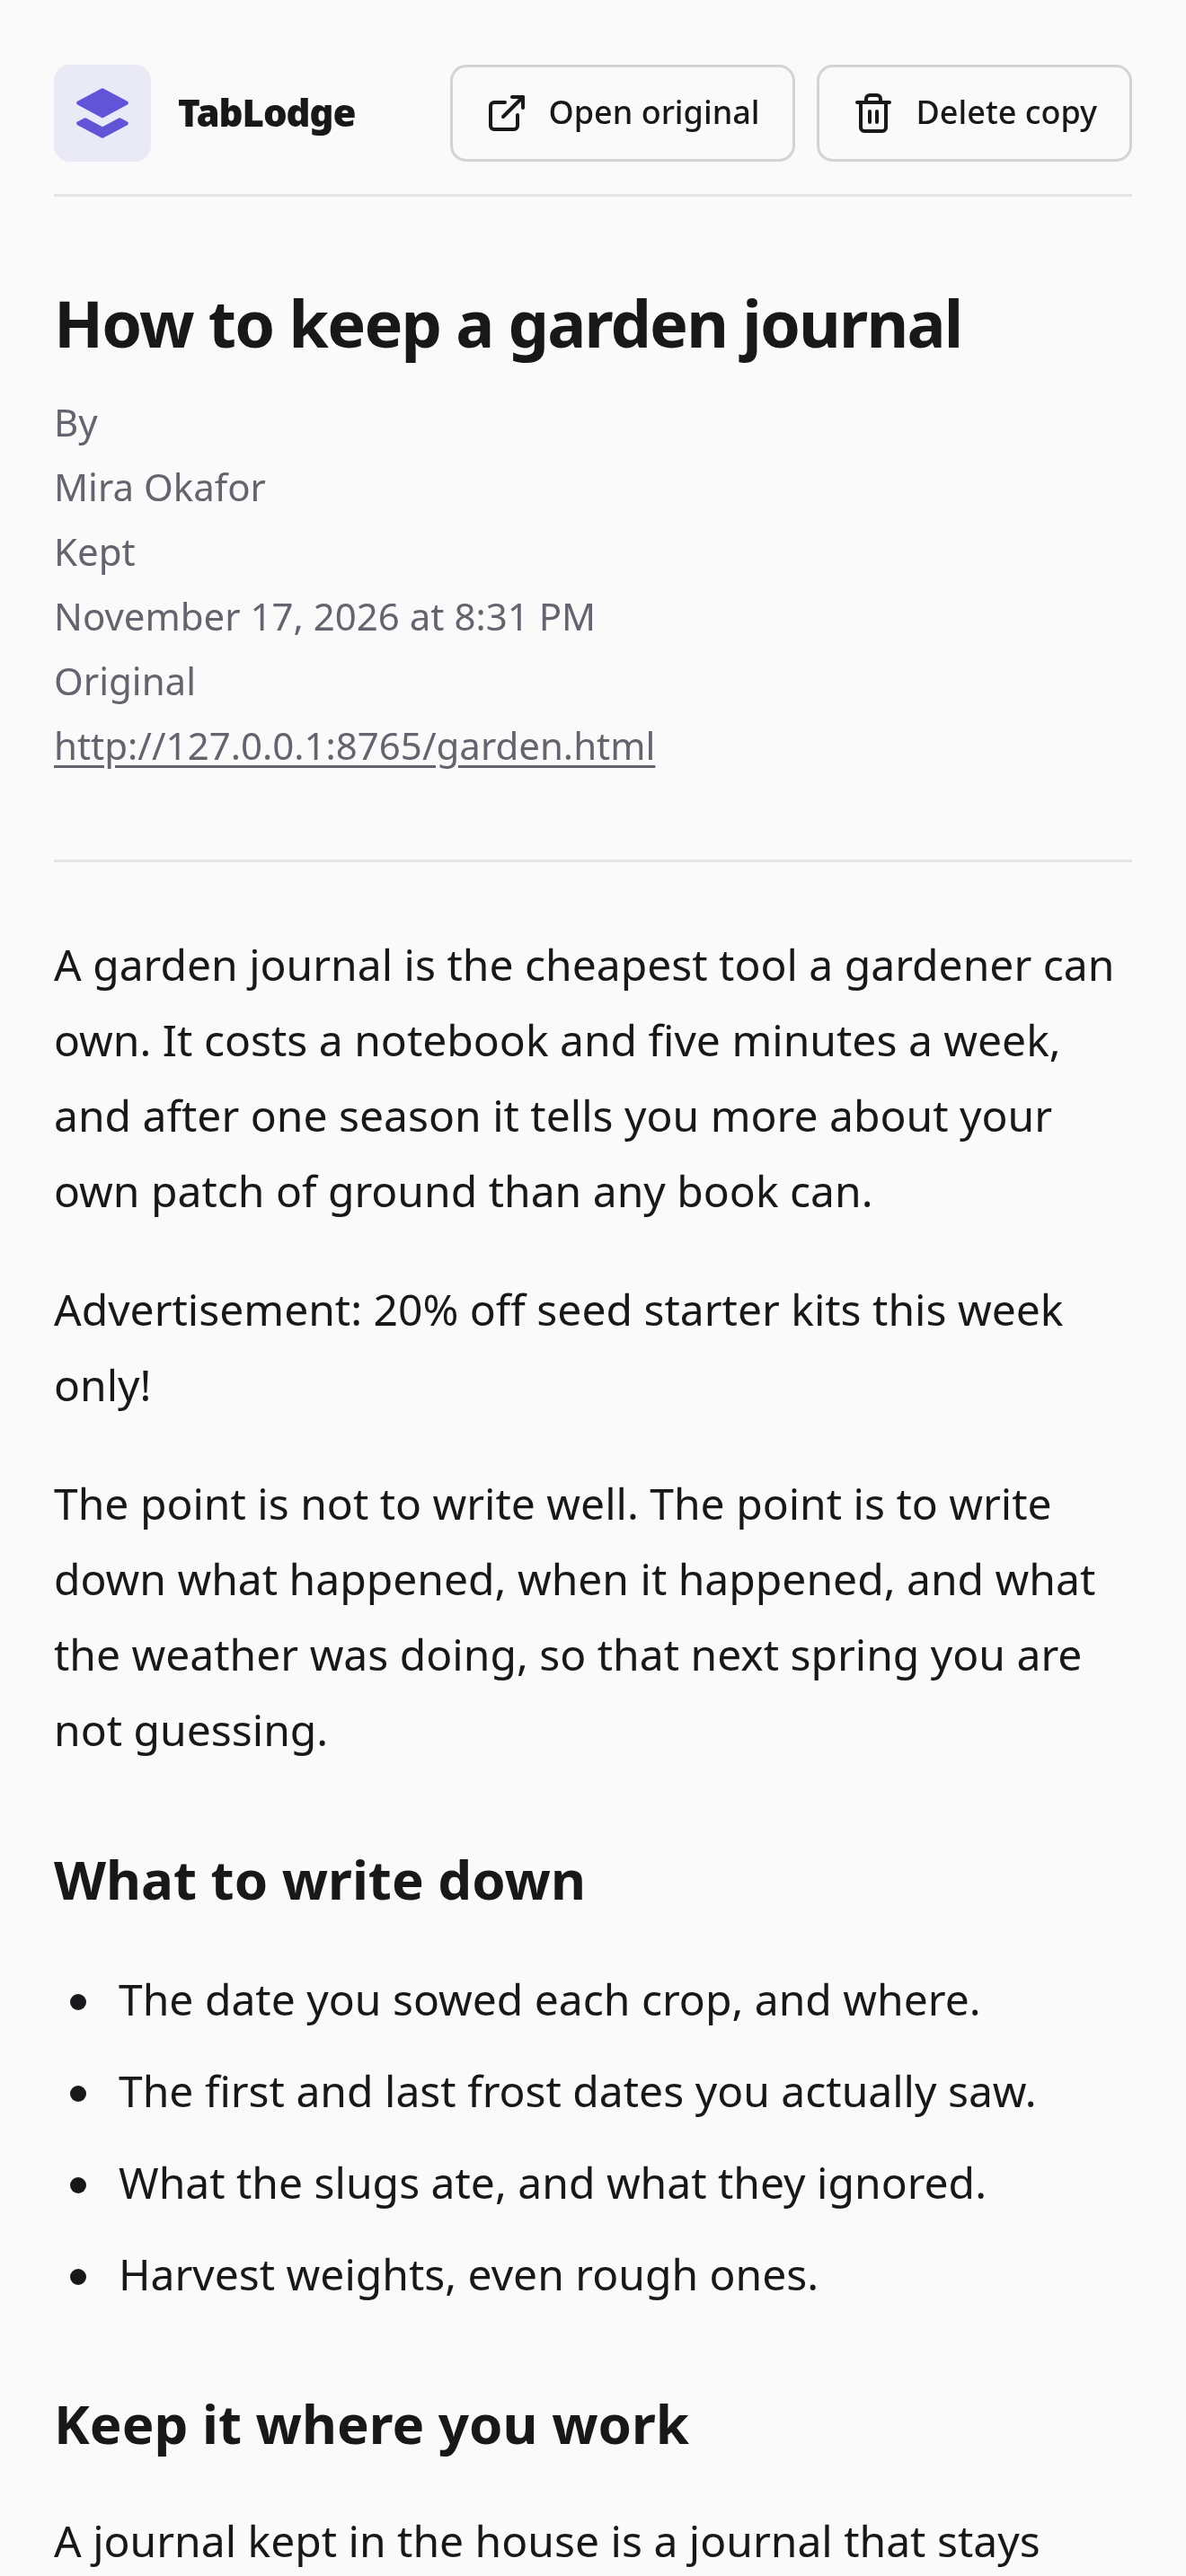 TabLodge
Open original
Delete copy
How to keep a garden journal
By
Mira Okafor
Kept
November 17, 2026 at 8:31 PM
Original
http://127.0.0.1:8765/garden.html
A garden journal is the cheapest tool a gardener can
own. It costs a notebook and five minutes a week,
and after one season it tells you more about your
own patch of ground than any book can.
Advertisement: 20% off seed starter kits this week
only!
The point is not to write well. The point is to write
down what happened, when it happened, and what
the weather was doing, so that next spring you are
not guessing.
What to write down
The date you sowed each crop, and where.
The first and last frost dates you actually saw.
What the slugs ate, and what they ignored.
Harvest weights, even rough ones.
Keep it where you work
A journal kept in the house is a journal that stays